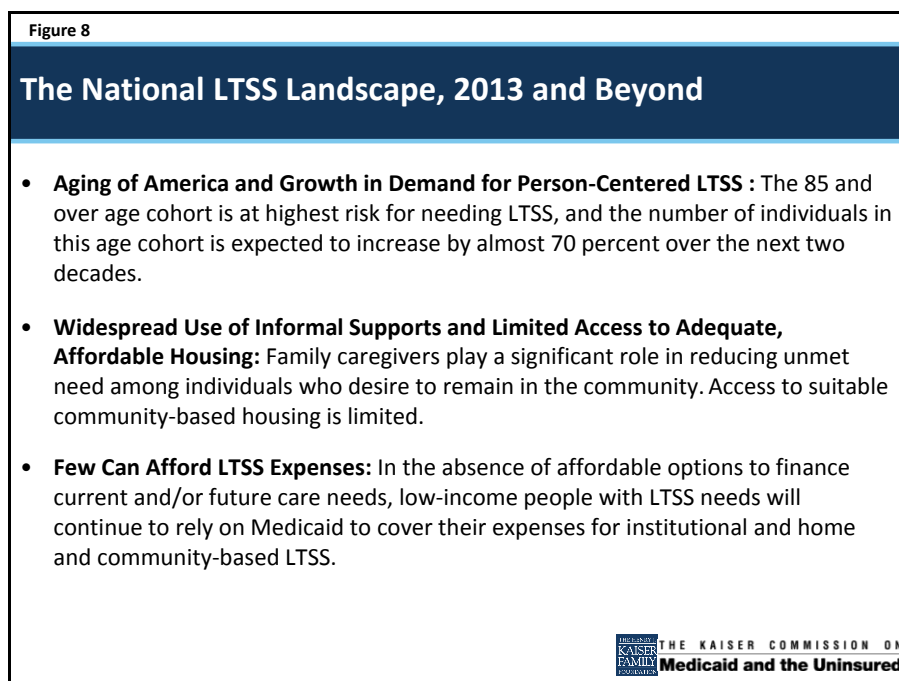 Figure 8
The National LTSS Landscape, 2013 and Beyond
• Aging of America and Growth in Demand for Person-Centered LTSS : The 85 and
over age cohort is at highest risk for needing LTSS, and the number of individuals in
this age cohort is expected to increase by almost 70 percent over the next two
decades.
• Widespread Use of Informal Supports and Limited Access to Adequate,
Affordable Housing: Family caregivers play a significant role in reducing unmet
need among individuals who desire to remain in the community. Access to suitable
community-based housing is limited.
• Few Can Afford LTSS Expenses: In the absence of affordable options to finance
current and/or future care needs, low-income people with LTSS needs will
continue to rely on Medicaid to cover their expenses for institutional and home
and community-based LTSS.
THE HENRY J.
KAISER
FAMILY
FOUNDATION
THE KAISER COMMISSION ON
Medicaid and the Uninsured